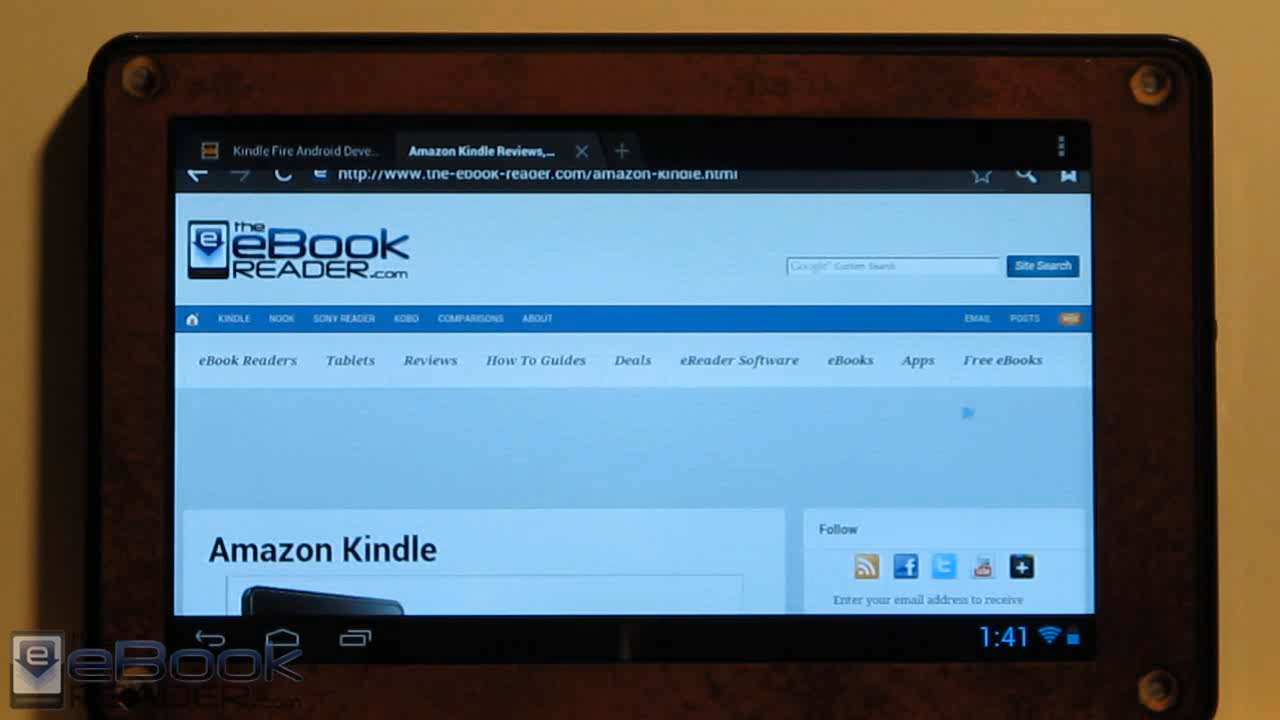 Kindle Fire Android Deve..
Amazon Kindle Reviews,...
http://www.the-ebook-reader.com/amazon-kindle.html
the
eBook
READER.com
Google Custom Search
Site Search
KINDLE NOOK SONY READER KOBO COMPARISONS ABOUT EMAIL POSTS
eBook Readers Tablets Reviews How To Guides Deals eReader Software eBooks Apps Free eBooks
Amazon Kindle
Follow
Enter your email address to receive
1:41
eBook
READER.com